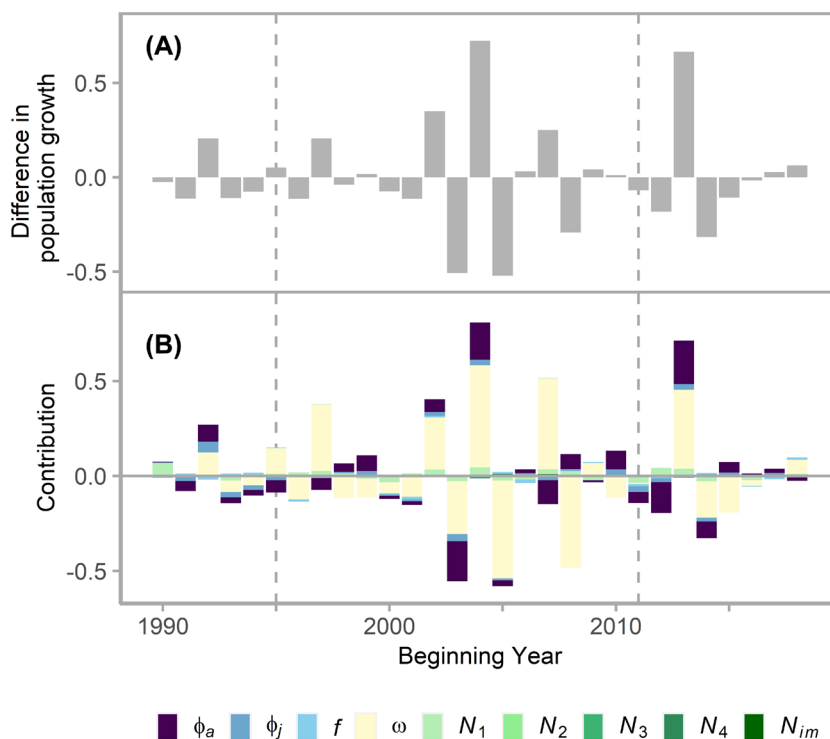 (A)
Difference in
population growth
0.5
0.0
-0.5
(B)
Contribution
0.5
0.0
-0.5
1990
2000
2010
Beginning Year
ϕa ϕj f ω N1 N2 N3 N4 Nim